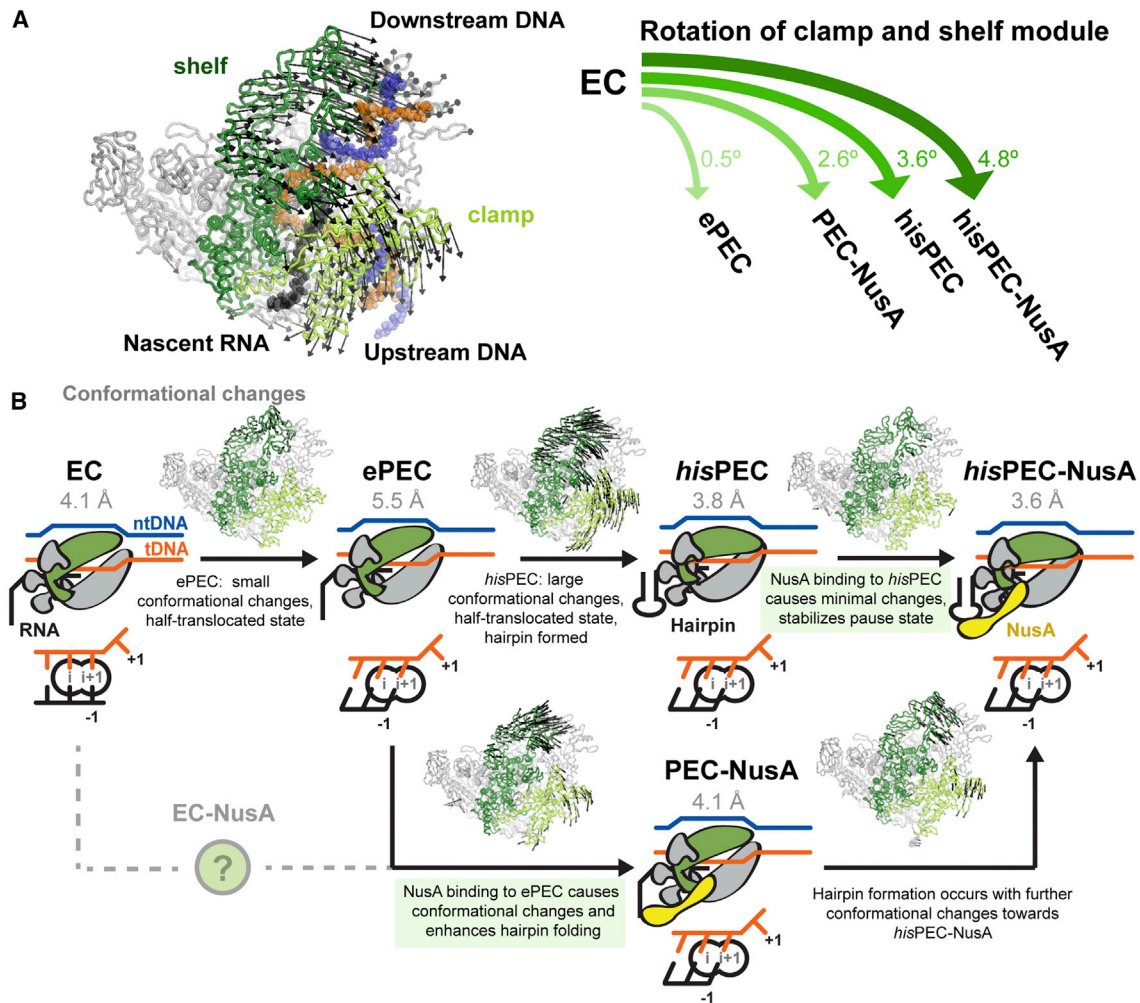 A
Downstream DNA
shelf
clamp
Nascent RNA
Upstream DNA
Rotation of clamp and shelf module
EC
0.5º
2.6º
3.6º
4.8º
ePEC
PEC-NusA
hisPEC
hisPEC-NusA
B
Conformational changes
EC
4.1 Å
ntDNA
tDNA
RNA
i
i+1
+1
-1
ePEC: small
conformational changes,
half-translocated state
ePEC
5.5 Å
i
i+1
+1
-1
hisPEC: large
conformational changes,
half-translocated state,
hairpin formed
hisPEC
3.8 Å
Hairpin
i
i+1
+1
-1
NusA binding to hisPEC
causes minimal changes,
stabilizes pause state
hisPEC-NusA
3.6 Å
NusA
i
i+1
+1
-1
EC-NusA
?
NusA binding to ePEC causes
conformational changes and
enhances hairpin folding
PEC-NusA
4.1 Å
i
i+1
+1
-1
Hairpin formation occurs with further
conformational changes towards
hisPEC-NusA